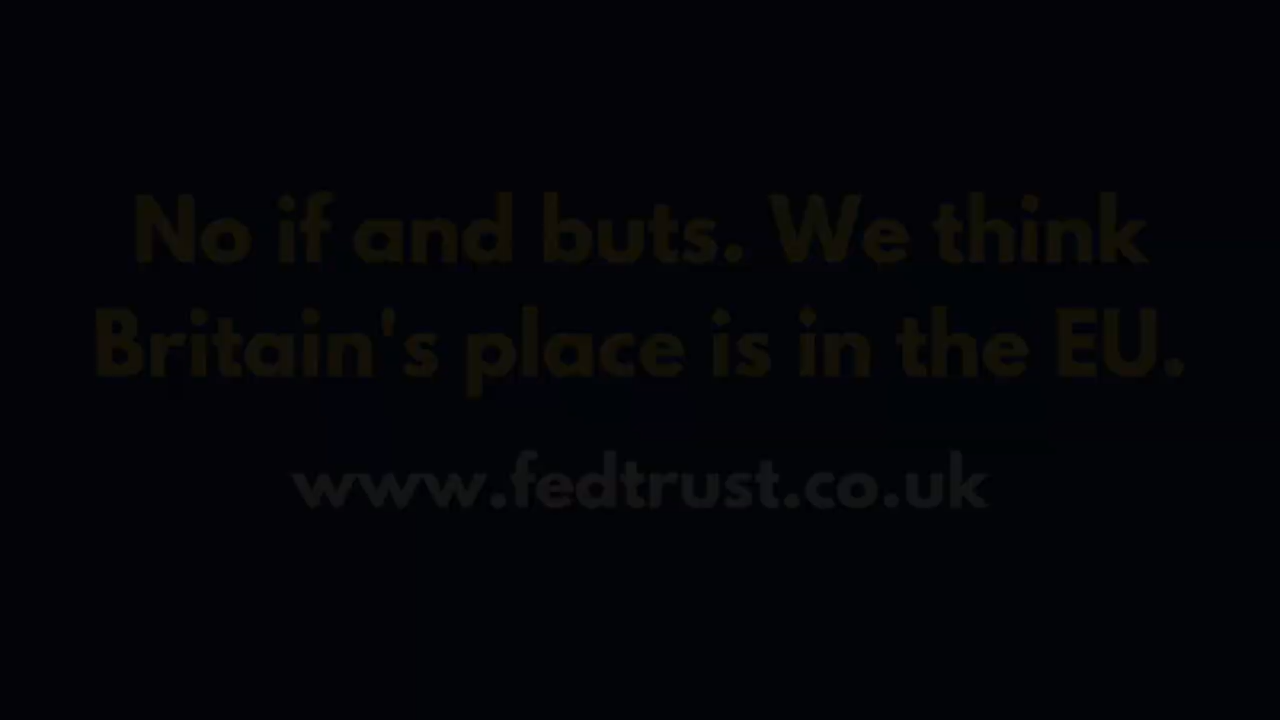 No if and buts. We think
Britain's place is in the EU.
www.fedtrust.co.uk